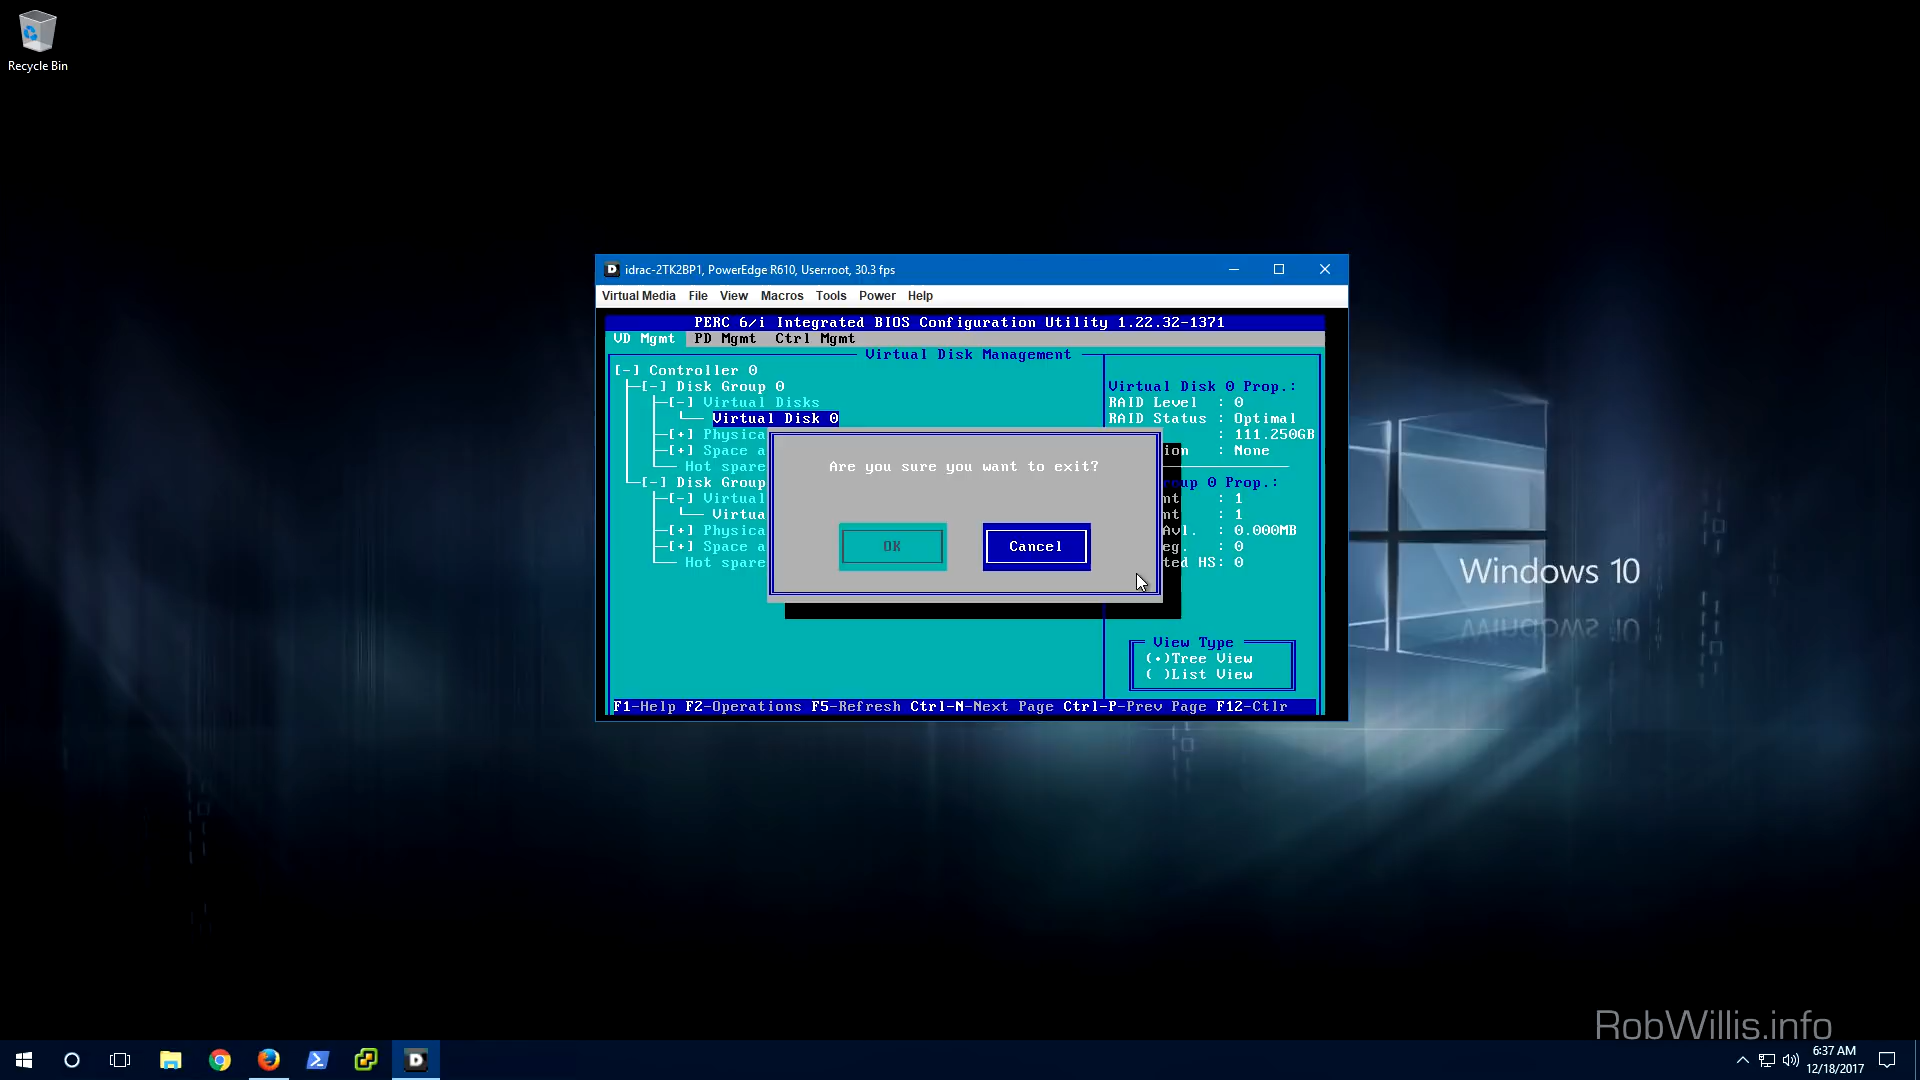 Recycle Bin
idrac-2TK2BP1, PowerEdge R610, User:root, 30.3 fps
Virtual Media File View Macros Tools Power Help
PERC 6/i Integrated BIOS Configuration Utility 1.22.32-1371
VD Mgmt PD Mgmt Ctrl Mgmt
Virtual Disk Management
[-] Controller 0
[-] Disk Group 0
[-] Virtual Disks
Virtual Disk 0
[+] Physica
[+] Space a
Hot spare
[-] Disk Group
[-] Virtual
Virtua
[+] Physica
[+] Space a
Hot spare
Virtual Disk 0 Prop.:
RAID Level : 0
RAID Status : Optimal
: 111.250GB
ion : None
oup 0 Prop.:
nt : 1
nt : 1
Avl. : 0.000MB
eg. : 0
ted HS: 0
Are you sure you want to exit?
OK Cancel
View Type
(•)Tree View
( )List View
F1-Help F2-Operations F5-Refresh Ctrl-N-Next Page Ctrl-P-Prev Page F12-Ctlr
Windows 10
RobWillis.info
6:37 AM
12/18/2017